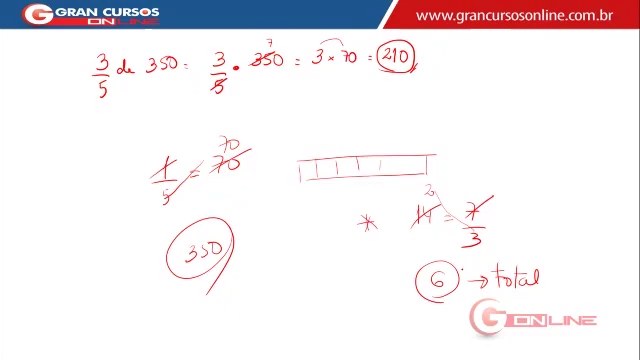 GRAN CURSOS
ONLINE
www.grancursosonline.com.br
3/5 de 350 = 3/5 . 350 = 3 × 70 = 210
7
70
1/5 = 70
2
* 14 = 7/3
350
6 → total
G ONLINE